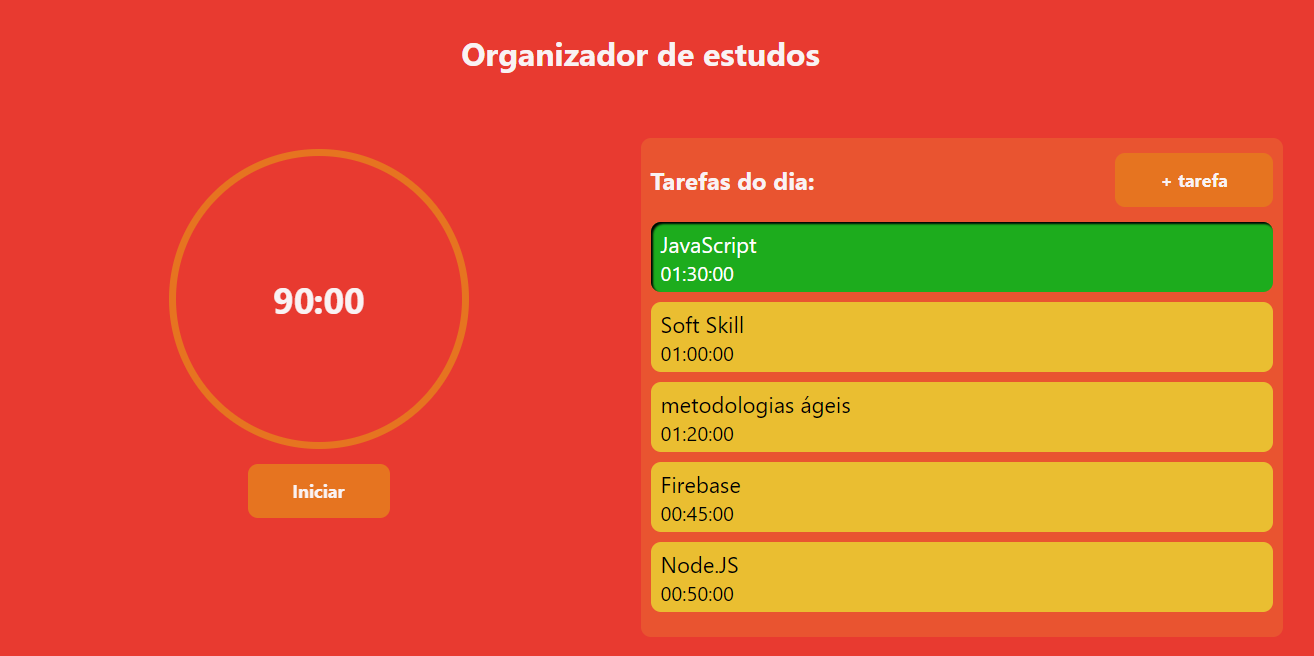 Organizador de estudos
90:00
Iniciar
Tarefas do dia:
+ tarefa
JavaScript
01:30:00
Soft Skill
01:00:00
metodologias ágeis
01:20:00
Firebase
00:45:00
Node.JS
00:50:00